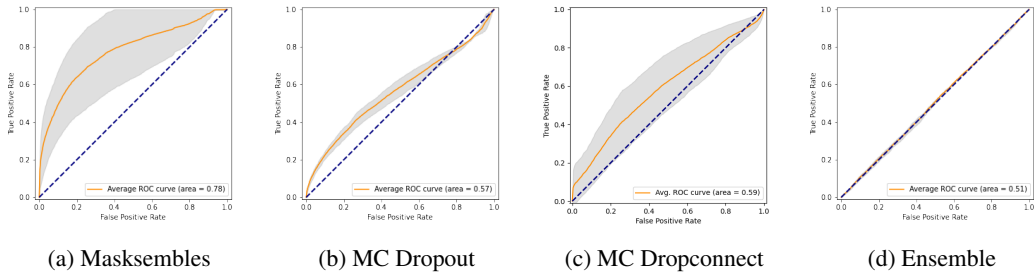 1.0
0.8
0.6
0.4
0.2
0.0
True Positive Rate
0.0 0.2 0.4 0.6 0.8 1.0
False Positive Rate
Average ROC curve (area = 0.78)
(a) Masksembles
1.0
0.8
0.6
0.4
0.2
0.0
True Positive Rate
0.0 0.2 0.4 0.6 0.8 1.0
False Positive Rate
Average ROC curve (area = 0.57)
(b) MC Dropout
1.0
0.8
0.6
0.4
0.2
0.0
True Positive Rate
0.0 0.2 0.4 0.6 0.8 1.0
False Positive Rate
Avg. ROC curve (area = 0.59)
(c) MC Dropconnect
1.0
0.8
0.6
0.4
0.2
0.0
True Positive Rate
0.0 0.2 0.4 0.6 0.8 1.0
False Positive Rate
Average ROC curve (area = 0.51)
(d) Ensemble